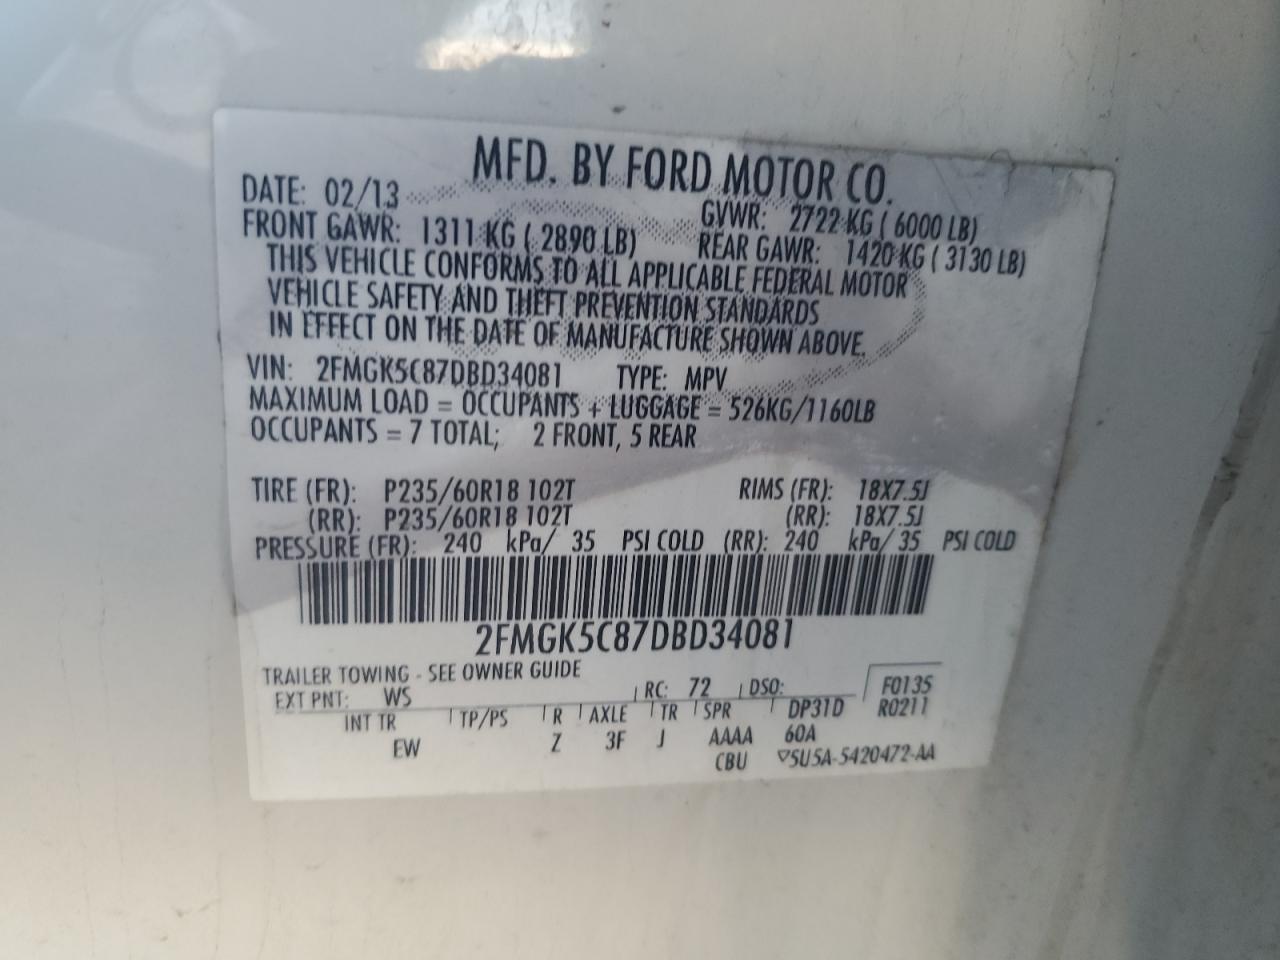 MFD. BY FORD MOTOR CO.
DATE: 02/13 GVWR: 2722 KG ( 6000 LB)
FRONT GAWR: 1311 KG ( 2890 LB) REAR GAWR: 1420 KG ( 3130 LB)
THIS VEHICLE CONFORMS TO ALL APPLICABLE FEDERAL MOTOR
VEHICLE SAFETY AND THEFT PREVENTION STANDARDS
IN EFFECT ON THE DATE OF MANUFACTURE SHOWN ABOVE.
VIN: 2FMGK5C87DBD34081 TYPE: MPV
MAXIMUM LOAD = OCCUPANTS + LUGGAGE = 526KG/1160LB
OCCUPANTS = 7 TOTAL; 2 FRONT, 5 REAR
TIRE (FR): P235/60R18 102T RIMS (FR): 18X7.5J
(RR): P235/60R18 102T (RR): 18X7.5J
PRESSURE (FR): 240 kPa/ 35 PSI COLD (RR): 240 kPa/ 35 PSI COLD
2FMGK5C87DBD34081
TRAILER TOWING - SEE OWNER GUIDE
EXT PNT: WS RC: 72 DSO: F0135
INT TR TP/PS R AXLE TR SPR DP31D R0211
EW Z 3F J AAAA 60A
CBU ▽5U5A-5420472-AA